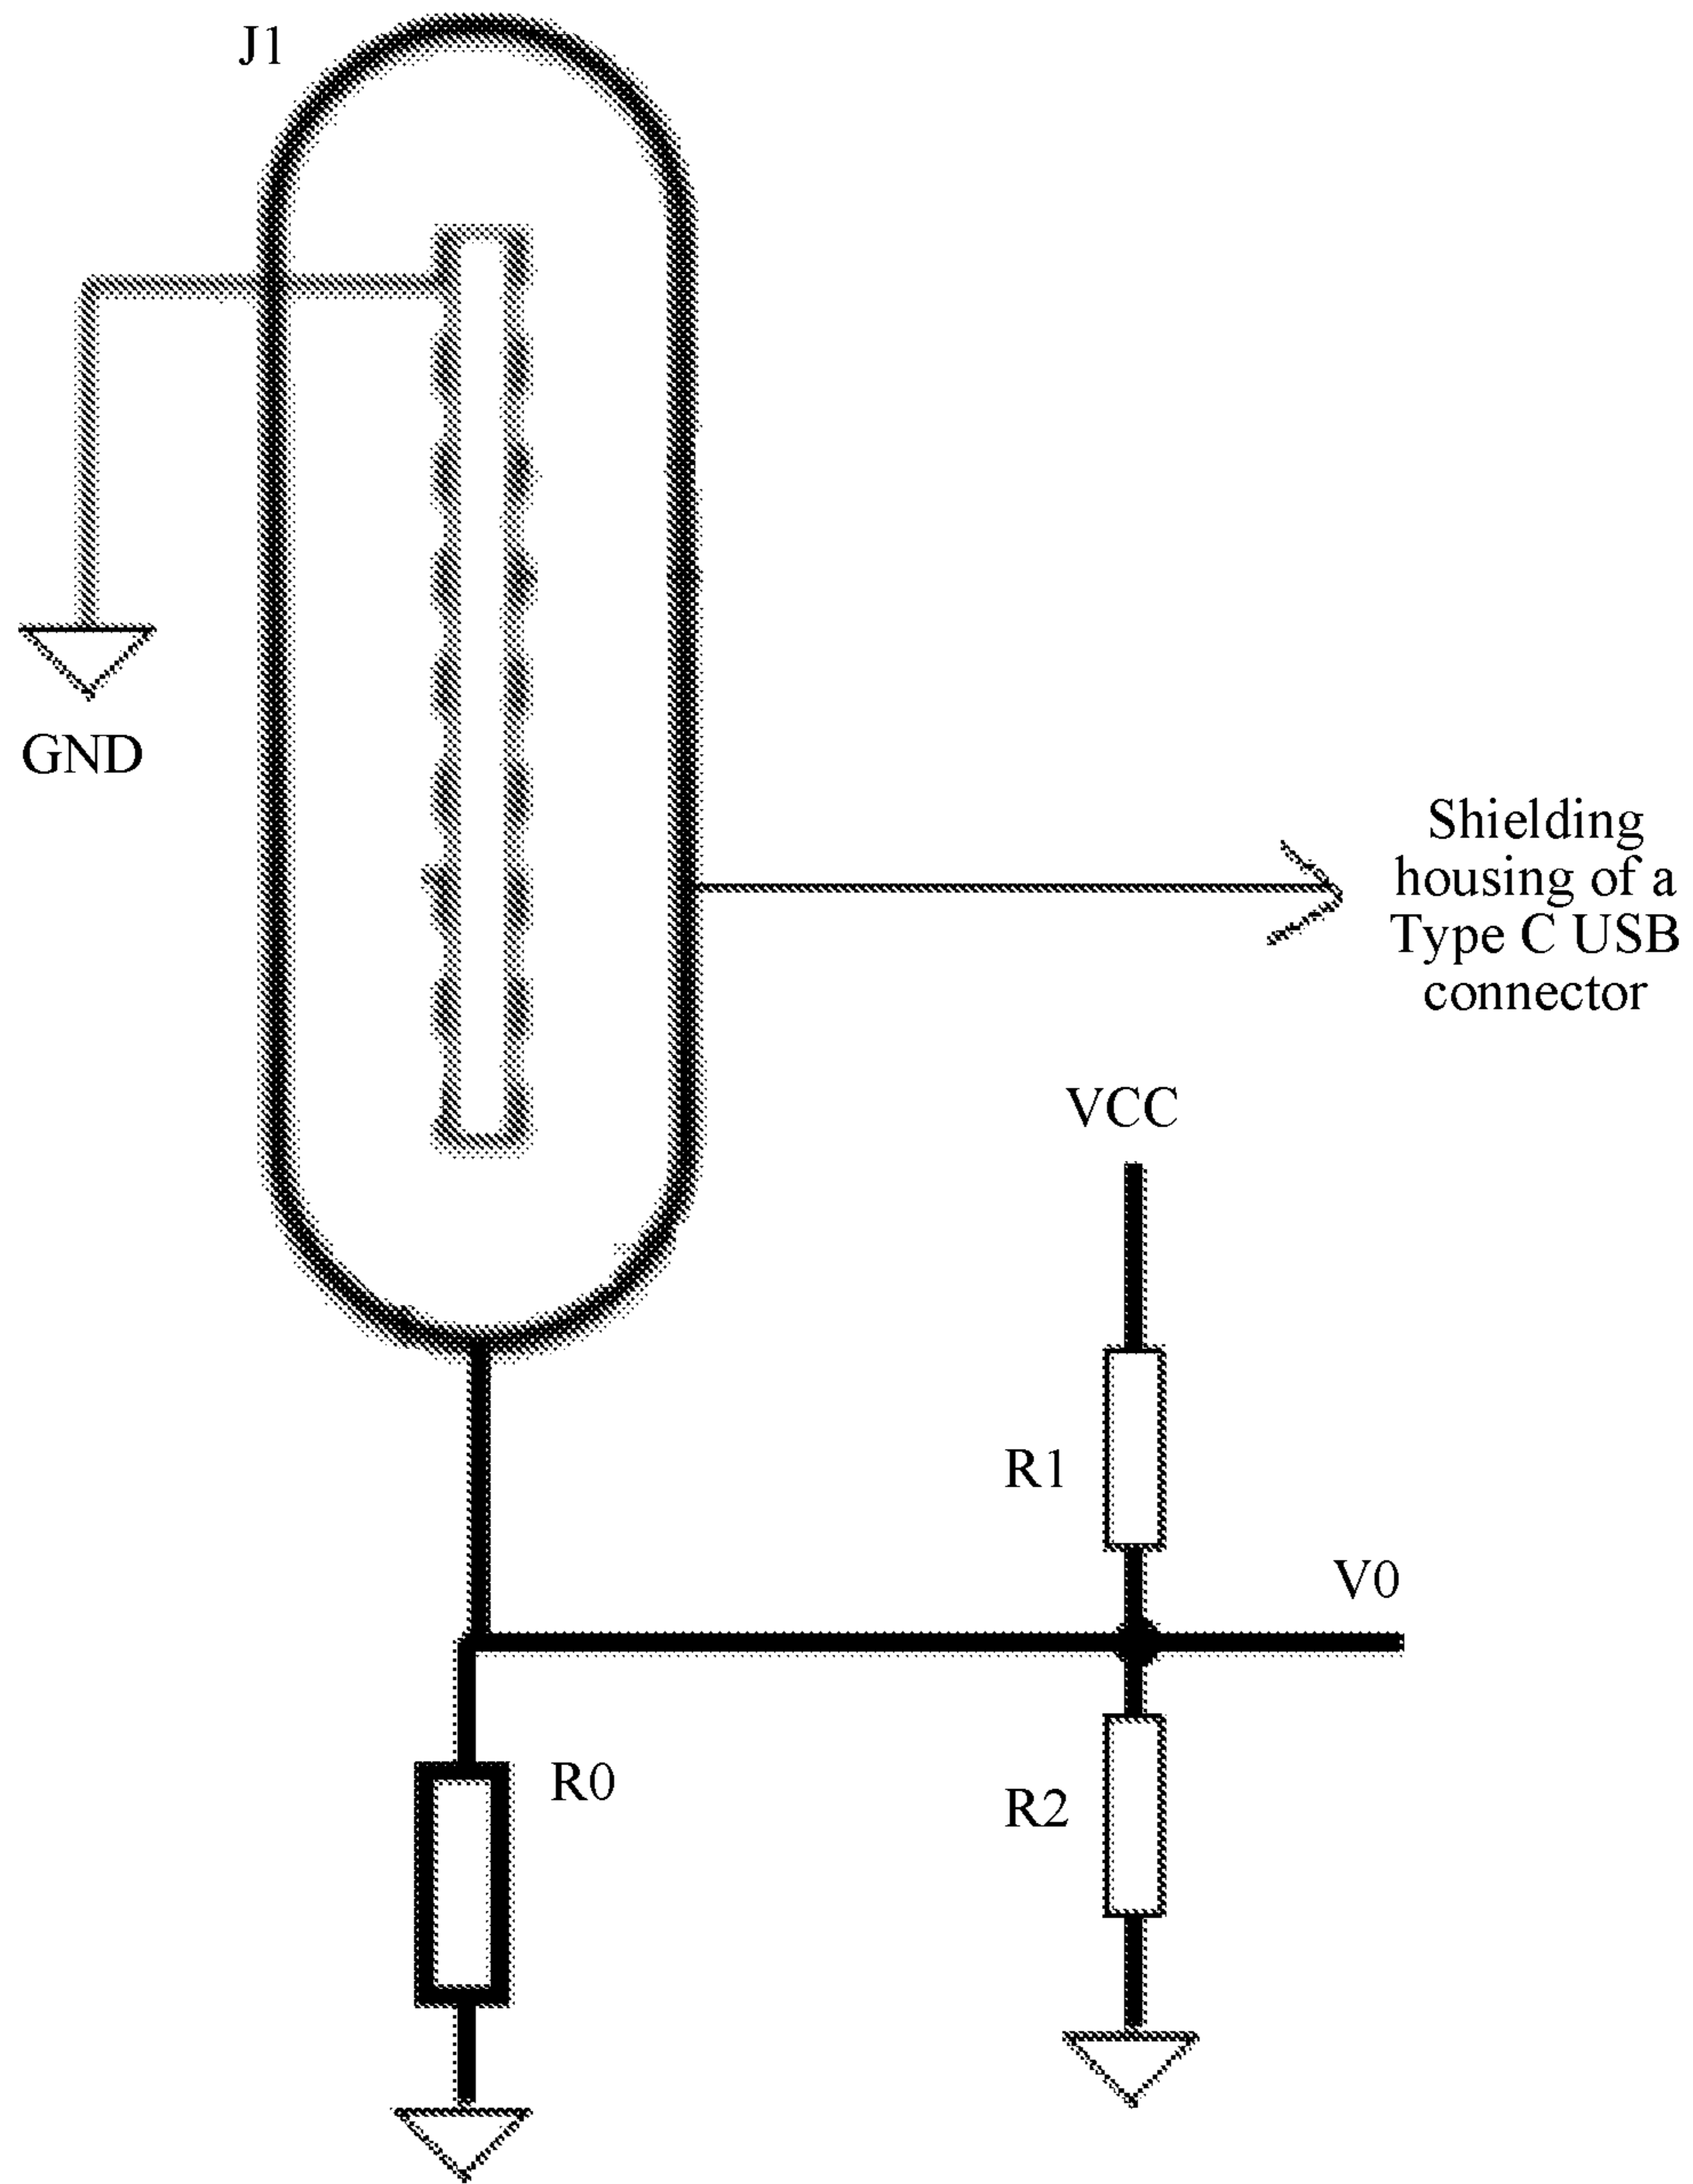 J1
GND
Shielding
housing of a
Type C USB
connector
VCC
R1
V0
R0
R2